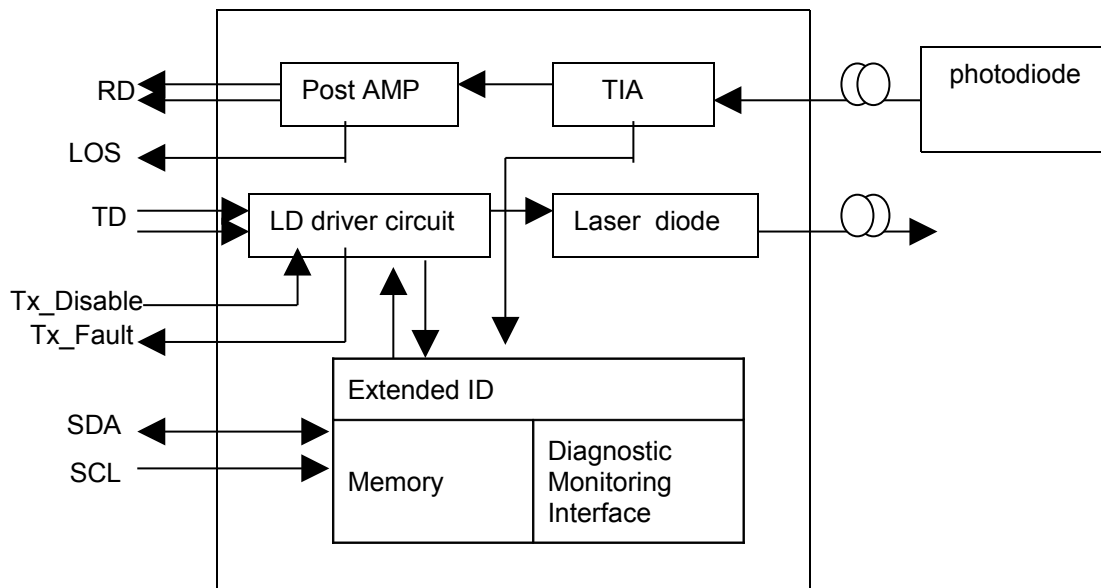 photodiode
RD
Post AMP
TIA
LOS
TD
LD driver circuit
Laser diode
Tx_Disable
Tx_Fault
Extended ID
SDA
SCL
Memory
Diagnostic
Monitoring
Interface